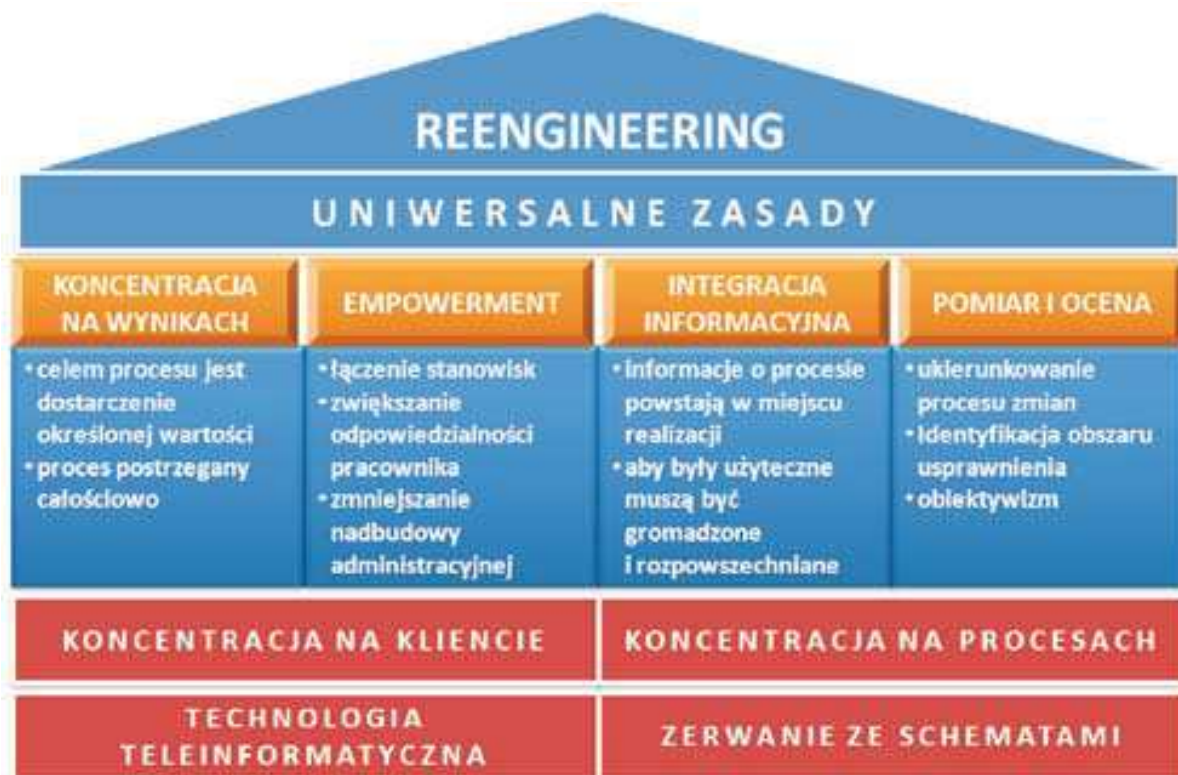 REENGINEERING
UNIWERSALNE ZASADY
KONCENTRACJA
NA WYNIKACH
• celem procesu jest
dostarczenie
określonej wartości
• proces postrzegany
całościowo
EMPOWERMENT
• łączenie stanowisk
• zwiększanie
odpowiedzialności
pracownika
• zmniejszanie
nadbudowy
administracyjnej
INTEGRACJA
INFORMACYJNA
• informacje o procesie
powstają w miejscu
realizacji
• aby były użyteczne
muszą być
gromadzone
i rozpowszechniane
POMIAR I OCENA
• ukierunkowanie
procesu zmian
• identyfikacja obszaru
usprawnienia
• obiektywizm
KONCENTRACJA NA KLIENCIE
KONCENTRACJA NA PROCESACH
TECHNOLOGIA
TELEINFORMATYCZNA
ZERWANIE ZE SCHEMATAMI